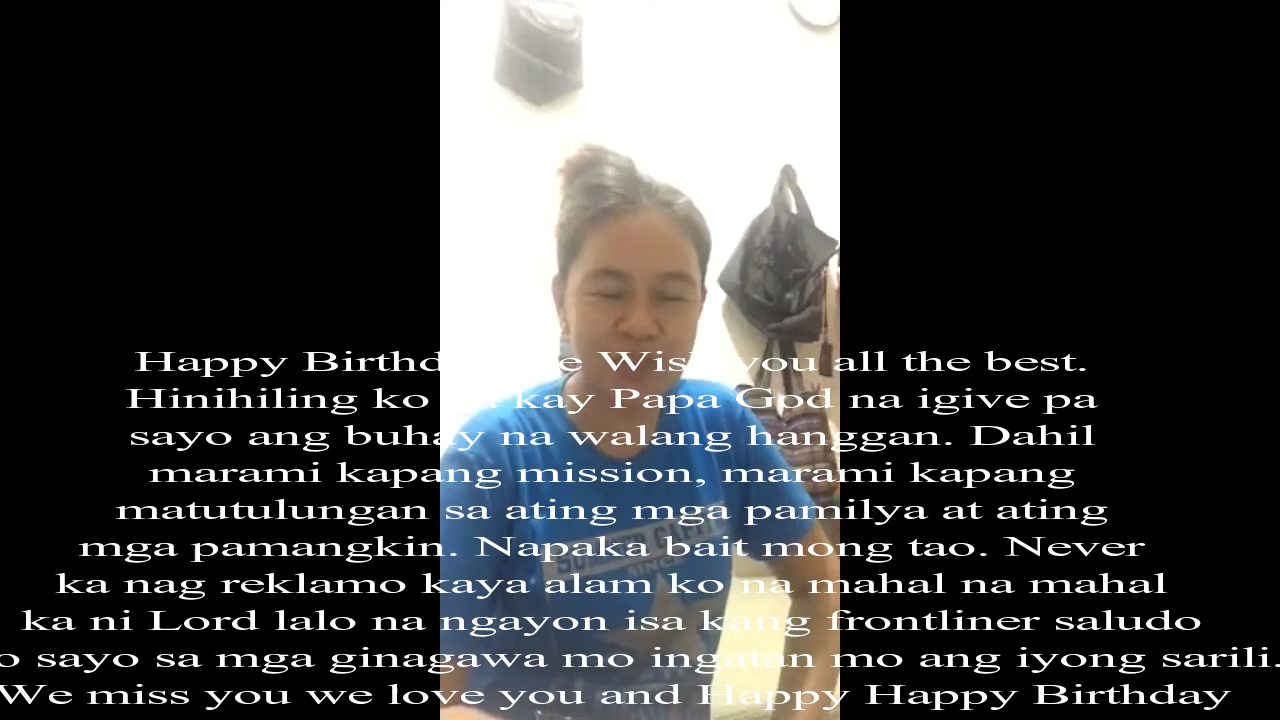 Happy we Wish you all the best.
Hinihiling ko kay Papa God na igive pa
sayo ang buhay na walang hanggan. Dahil
marami kapang mission, marami kapang
matutulungan sa ating mga pamilya at ating
mga pamangkin. Napaka bait mong tao. Never
ka nag reklamo kaya alam ko na mahal na mahal
ka ni Lord lalo na ngayon isa kang frontliner saludo
sayo sa mga ginagawa mo ingatan mo ang iyong sarili.
We miss you we love you and Happy Happy Birthday
SINCE